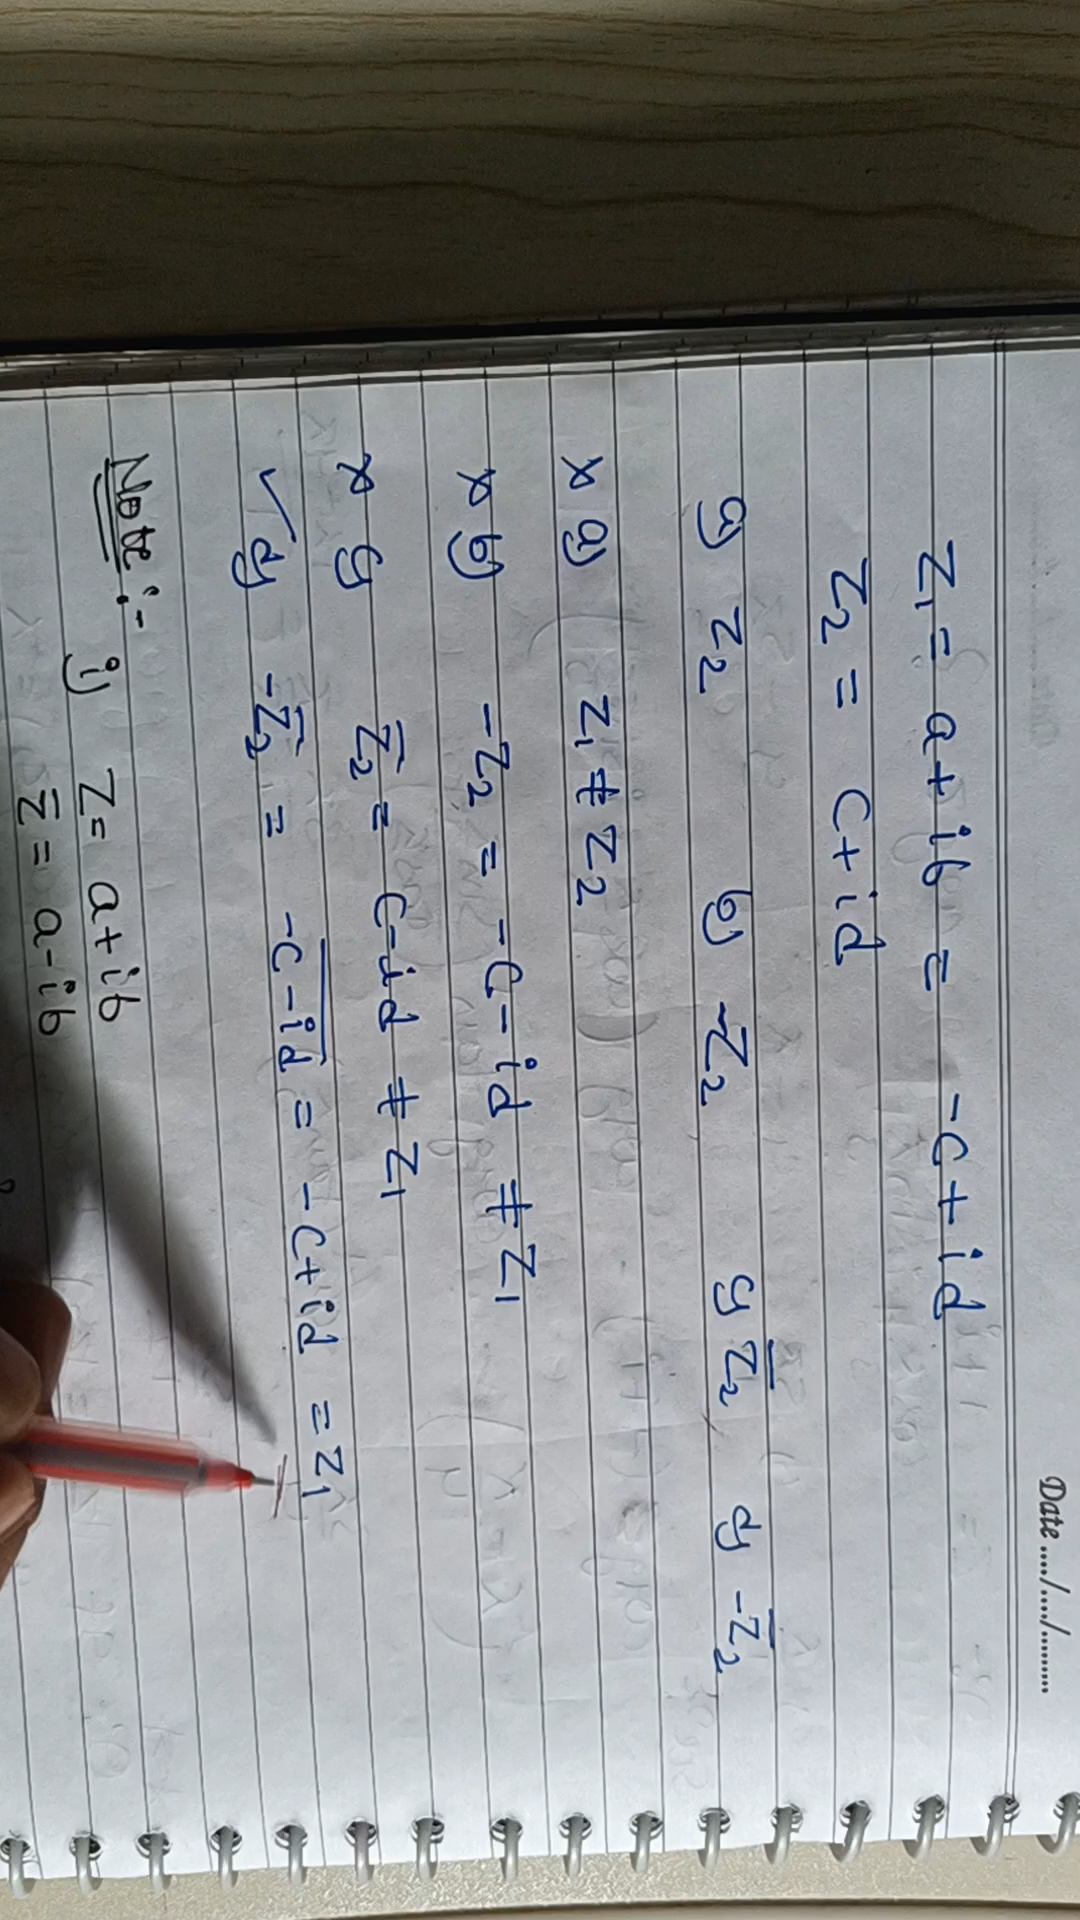 Date ..../..../.........
Z₁ = a+ib = -c+id
Z₂ = c+id
a) Z₂ b) -Z₂ c) Z̅₂ d) -Z̅₂
x a) Z₁ ≠ Z₂
x b) -Z₂ = -c-id ≠ Z₁
x c) Z̅₂ = c-id ≠ Z₁
✓ d) -Z̅₂ = -c̅-̅i̅d̅ = -c+id = Z₁
Note :- i) Z = a+ib
Z̅ = a-ib